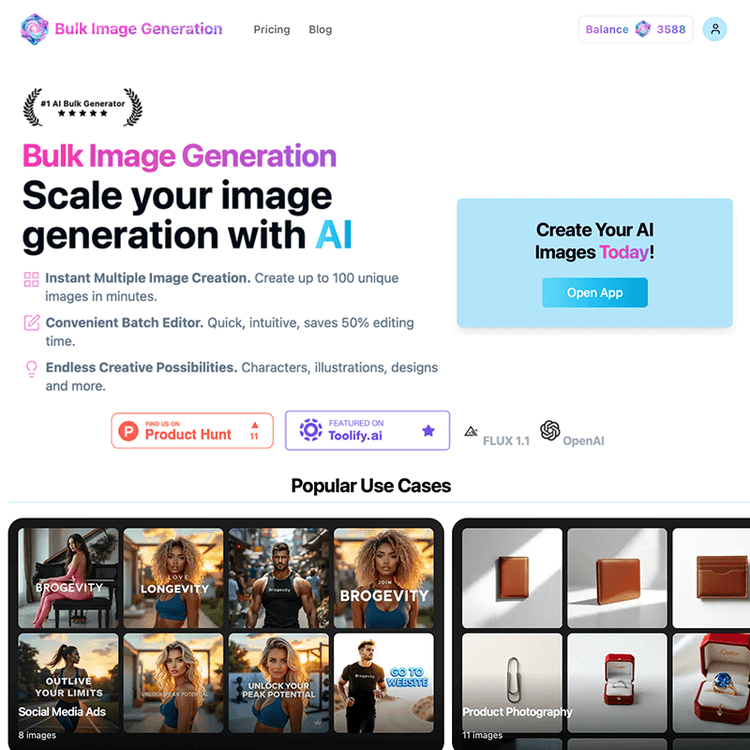 Bulk Image Generation
Pricing
Blog
Balance 3588
#1 AI Bulk Generator
Bulk Image Generation
Scale your image
generation with AI
Instant Multiple Image Creation. Create up to 100 unique
images in minutes.
Convenient Batch Editor. Quick, intuitive, saves 50% editing
time.
Endless Creative Possibilities. Characters, illustrations, designs
and more.
Create Your AI
Images Today!
Open App
FIND US ON
Product Hunt
11
FEATURED ON
Toolify.ai
FLUX 1.1
OpenAI
Popular Use Cases
BROGEVITY
LONGEVITY
Brogevity
JOIN
BROGEVITY
OUTLIVE
YOUR LIMITS
UNLOCK PEAK POTENTIAL
UNLOCK YOUR
PEAK POTENTIAL
Brogevity
GO TO
WEBSITE
Social Media Ads
8 images
Cartier
Product Photography
11 images